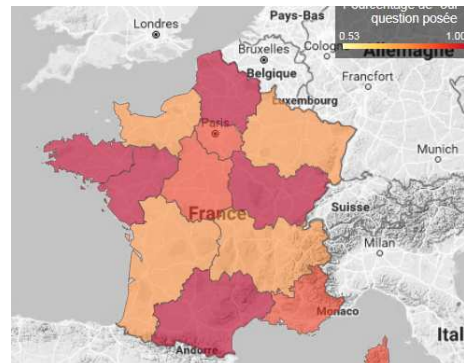 Londres
Pays-Bas
Pourcentage de "oui"
question posée
0.53
1.00
Bruxelles
Cologne
Allemagne
Belgique
Francfort
Luxembourg
Paris
Munich
Suisse
France
Milan
Monaco
Ital
Andorre